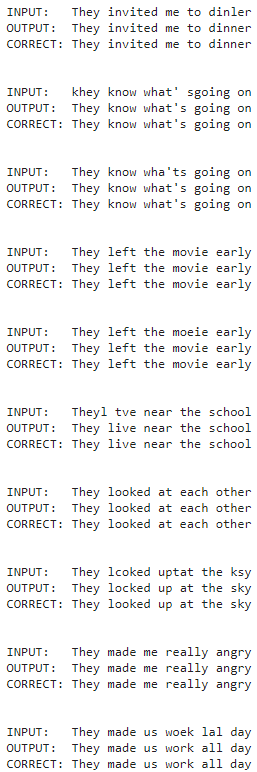 INPUT: They invited me to dinler
OUTPUT: They invited me to dinner
CORRECT: They invited me to dinner
INPUT: khey know what' sgoing on
OUTPUT: They know what's going on
CORRECT: They know what's going on
INPUT: They know wha'ts going on
OUTPUT: They know what's going on
CORRECT: They know what's going on
INPUT: They left the movie early
OUTPUT: They left the movie early
CORRECT: They left the movie early
INPUT: They left the moeie early
OUTPUT: They left the movie early
CORRECT: They left the movie early
INPUT: Theyl tve near the school
OUTPUT: They live near the school
CORRECT: They live near the school
INPUT: They looked at each other
OUTPUT: They looked at each other
CORRECT: They looked at each other
INPUT: They lcoked uptat the ksy
OUTPUT: They locked up at the sky
CORRECT: They looked up at the sky
INPUT: They made me really angry
OUTPUT: They made me really angry
CORRECT: They made me really angry
INPUT: They made us woek lal day
OUTPUT: They made us work all day
CORRECT: They made us work all day